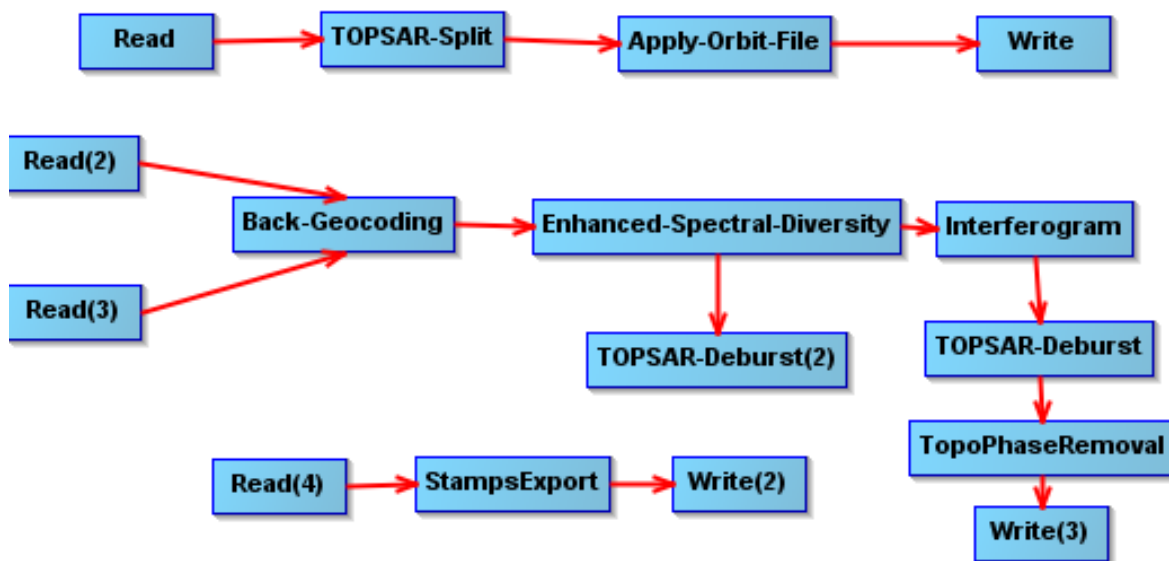 Read
TOPSAR-Split
Apply-Orbit-File
Write
Read(2)
Back-Geocoding
Enhanced-Spectral-Diversity
Interferogram
Read(3)
TOPSAR-Deburst(2)
TOPSAR-Deburst
TopoPhaseRemoval
Read(4)
StampsExport
Write(2)
Write(3)